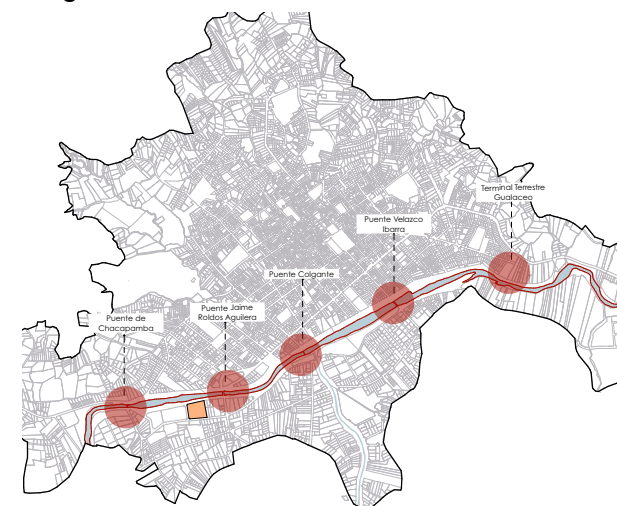 Terminal Terrestre
Gualaceo
Puente Velazco
Ibarra
Puente Colgante
Puente Jaime
Roldos Aguilera
Puente de
Chacapamba